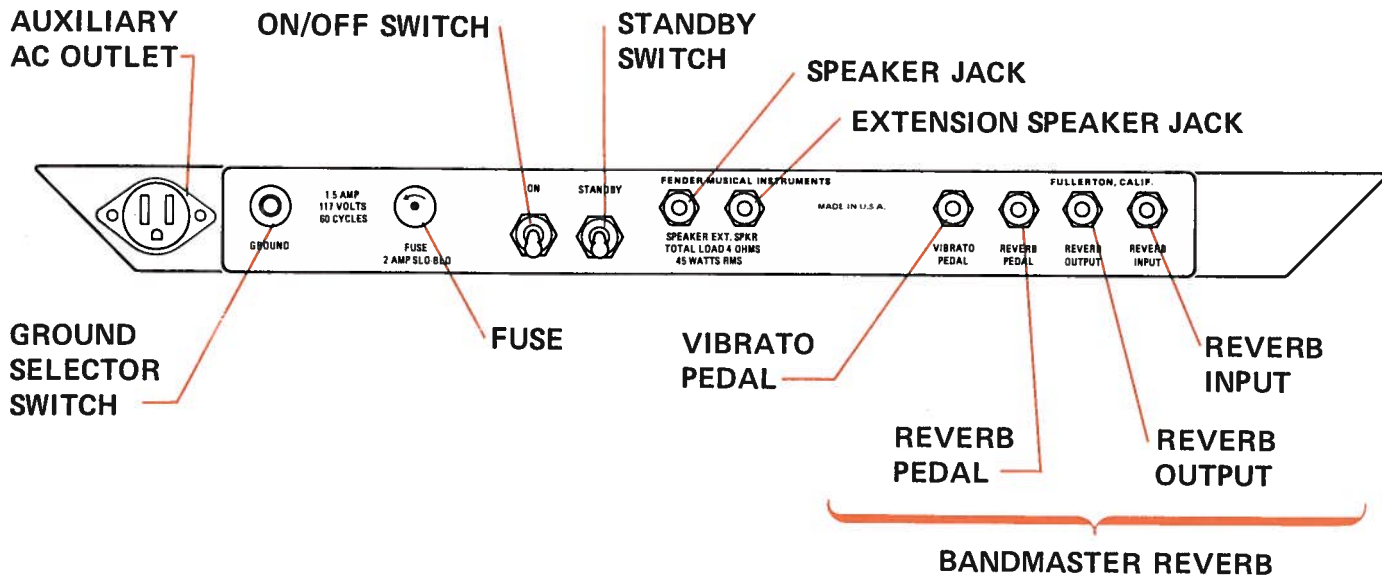 AUXILIARY
AC OUTLET
ON/OFF SWITCH
STANDBY
SWITCH
SPEAKER JACK
EXTENSION SPEAKER JACK
GROUND
1.5 AMP
117 VOLTS
60 CYCLES
FUSE
2 AMP SLO-BLO
ON
STANDBY
FENDER MUSICAL INSTRUMENTS
SPEAKER EXT. SPKR
TOTAL LOAD 4 OHMS
45 WATTS RMS
MADE IN U.S.A.
FULLERTON, CALIF.
VIBRATO
PEDAL
REVERB
PEDAL
REVERB
OUTPUT
REVERB
INPUT
GROUND
SELECTOR
SWITCH
FUSE
VIBRATO
PEDAL
REVERB
PEDAL
REVERB
OUTPUT
REVERB
INPUT
BANDMASTER REVERB